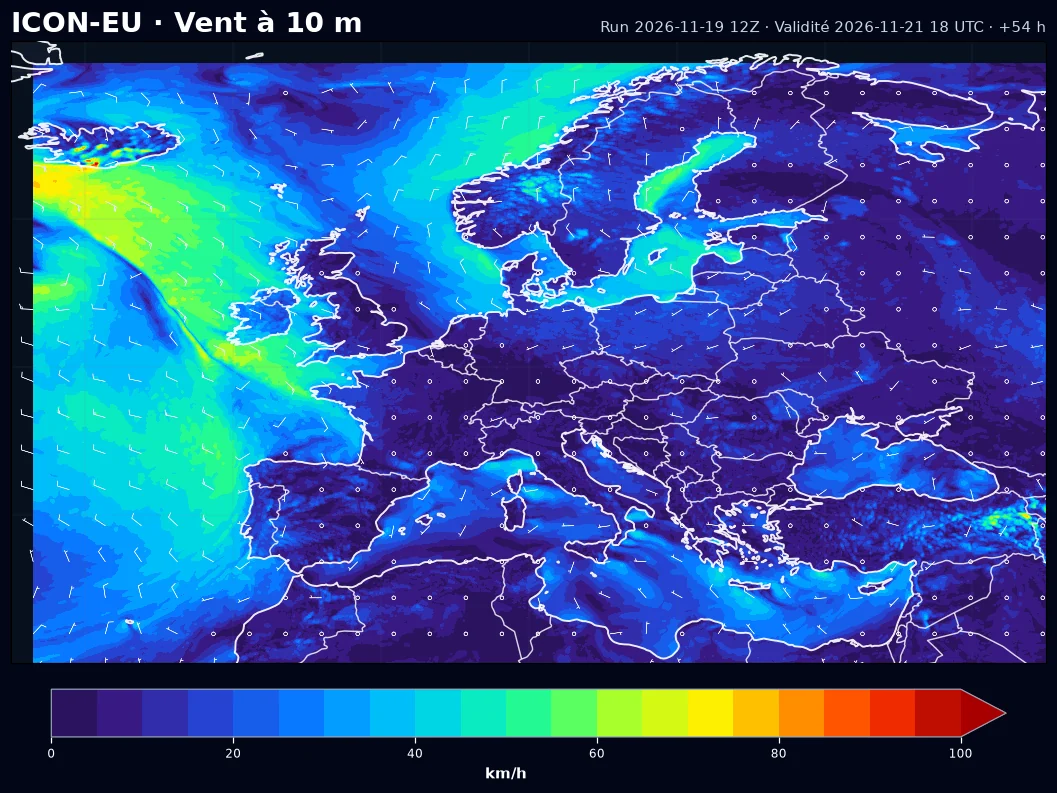 ICON-EU · Vent à 10 m
Run 2026-11-19 12Z · Validité 2026-11-21 18 UTC · +54 h
0 20 40 60 80 100
km/h